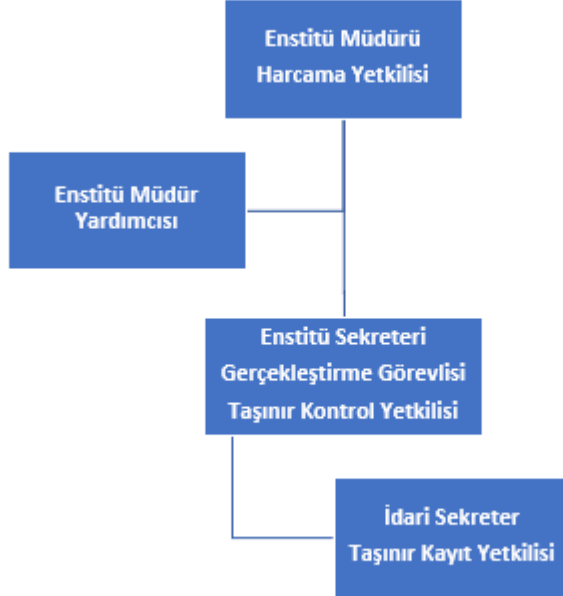 Enstitü Müdürü
Harcama Yetkilisi
Enstitü Müdür
Yardımcısı
Enstitü Sekreteri
Gerçekleştirme Görevlisi
Taşınır Kontrol Yetkilisi
İdari Sekreter
Taşınır Kayıt Yetkilisi